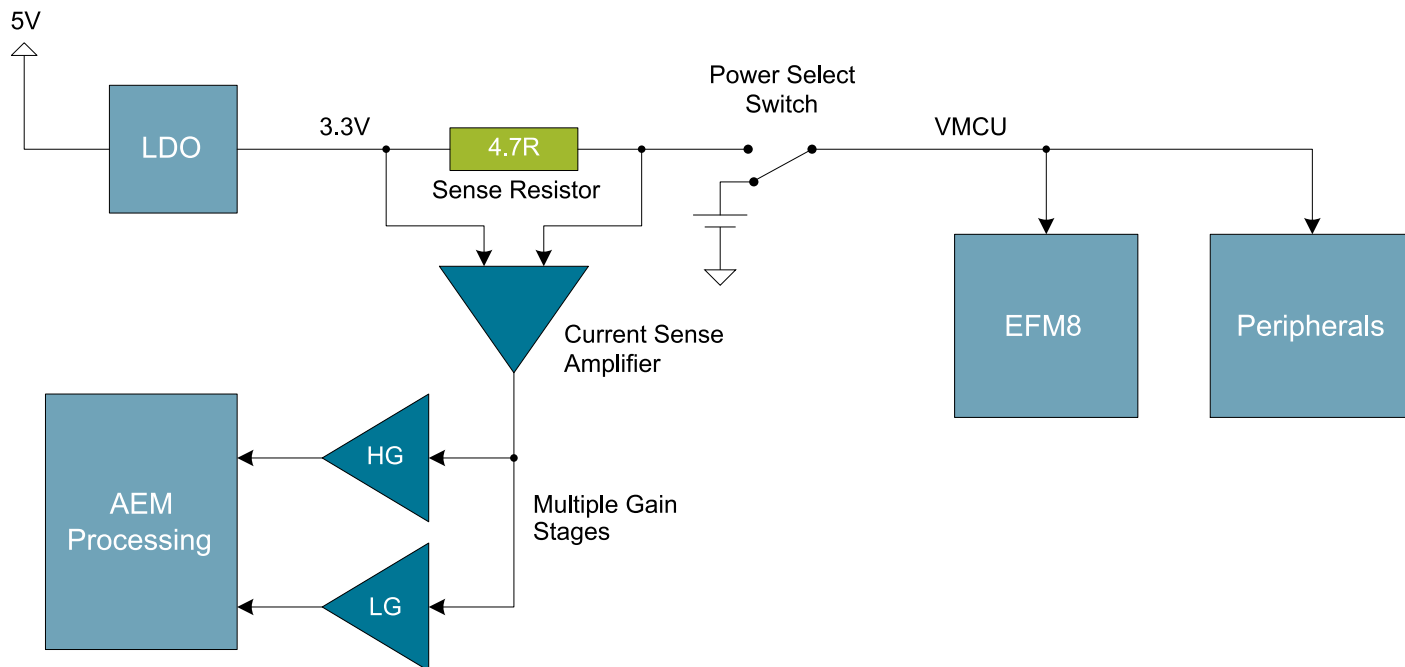 5V
LDO
3.3V
4.7R
Sense Resistor
Power Select
Switch
VMCU
EFM8
Peripherals
Current Sense
Amplifier
HG
LG
Multiple Gain
Stages
AEM
Processing